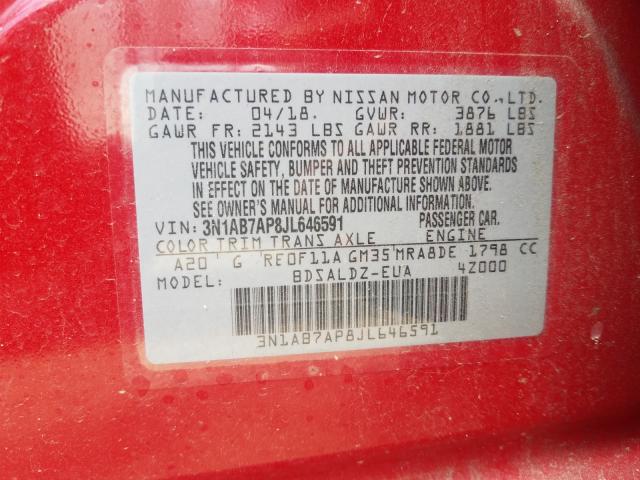 MANUFACTURED BY NISSAN MOTOR CO.,LTD.
DATE: 04/18. GVWR: 3876 LBS
GAWR FR: 2143 LBS GAWR RR: 1881 LBS
THIS VEHICLE CONFORMS TO ALL APPLICABLE FEDERAL MOTOR
VEHICLE SAFETY, BUMPER AND THEFT PREVENTION STANDARDS
IN EFFECT ON THE DATE OF MANUFACTURE SHOWN ABOVE.
SEE OWNER'S MANUAL FOR ADDITIONAL INFORMATION.
VIN: 3N1AB7AP8JL646591 PASSENGER CAR.
COLOR TRIM TRANS AXLE ENGINE
A20 G RE0F11A GM35 MRA8DE 1798 CC
MODEL: BDSALDZ-EUA 4Z000
3N1AB7AP8JL646591